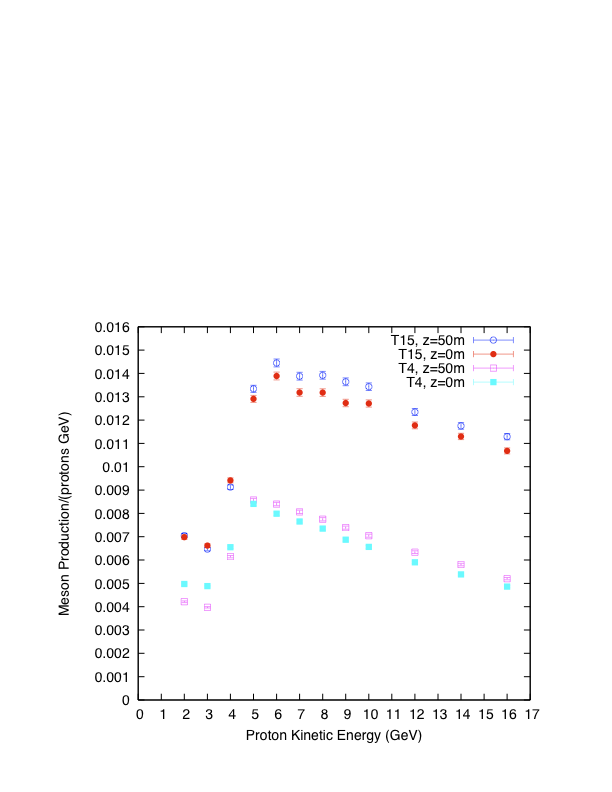 0.016
0.015
0.014
0.013
0.012
0.011
0.01
0.009
0.008
0.007
0.006
0.005
0.004
0.003
0.002
0.001
0
Meson Production/(protons GeV)
T15, z=50m
T15, z=0m
T4, z=50m
T4, z=0m
0 1 2 3 4 5 6 7 8 9 10 11 12 13 14 15 16 17
Proton Kinetic Energy (GeV)